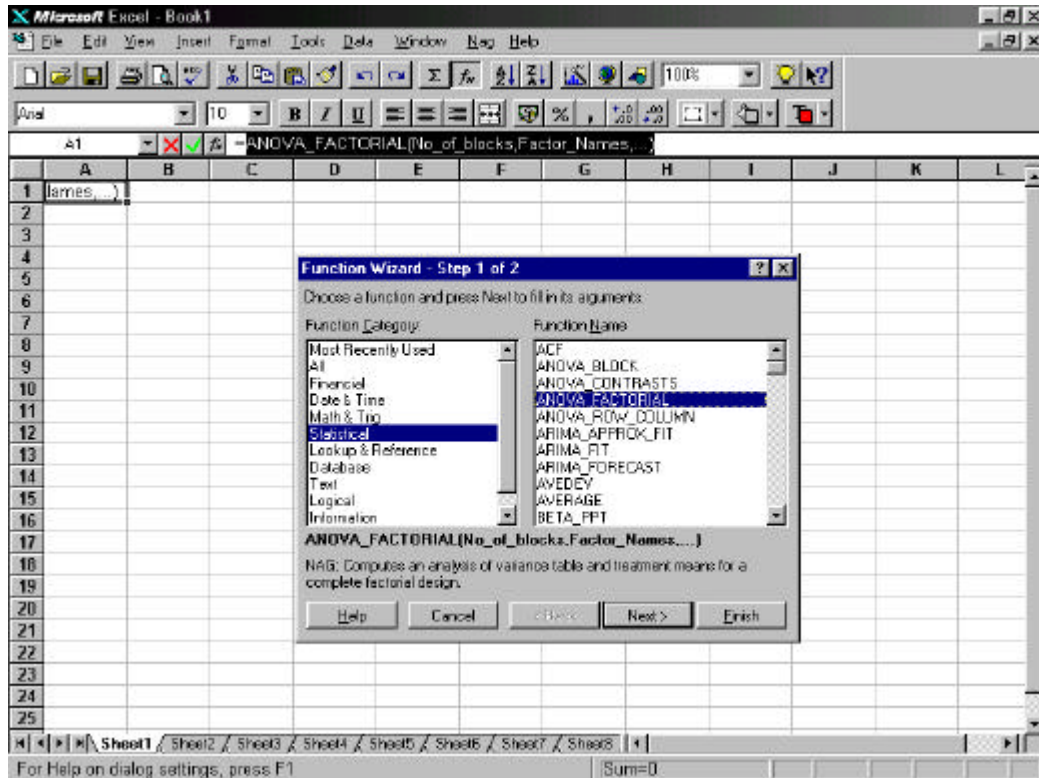 Microsoft Excel - Book1
File Edit View Insert Format Tools Data Window Nag Help
100%
Arial 10 B I U % ,
A1 =ANOVA_FACTORIAL(No_of_blocks,Factor_Names,...)
A B C D E F G H I J K L
1 lames,...)
2
3
4
5
6
7
8
9
10
11
12
13
14
15
16
17
18
19
20
21
22
23
24
25
Function Wizard - Step 1 of 2
Choose a function and press Next to fill in its arguments.
Function Category:
Most Recently Used
All
Financial
Date & Time
Math & Trig
Statistical
Lookup & Reference
Database
Text
Logical
Information
Function Name
ACF
ANOVA_BLOCK
ANOVA_CONTRASTS
ANOVA_FACTORIAL
ANOVA_ROW_COLUMN
ARIMA_APPROX_FIT
ARIMA_FIT
ARIMA_FORECAST
AVEDEV
AVERAGE
BETA_PPT
ANOVA_FACTORIAL(No_of_blocks,Factor_Names,...)
NAG: Computes an analysis of variance table and treatment means for a
complete factorial design.
Help Cancel < Back Next > Finish
Sheet1 Sheet2 Sheet3 Sheet4 Sheet5 Sheet6 Sheet7 Sheet8
For Help on dialog settings, press F1 Sum=0